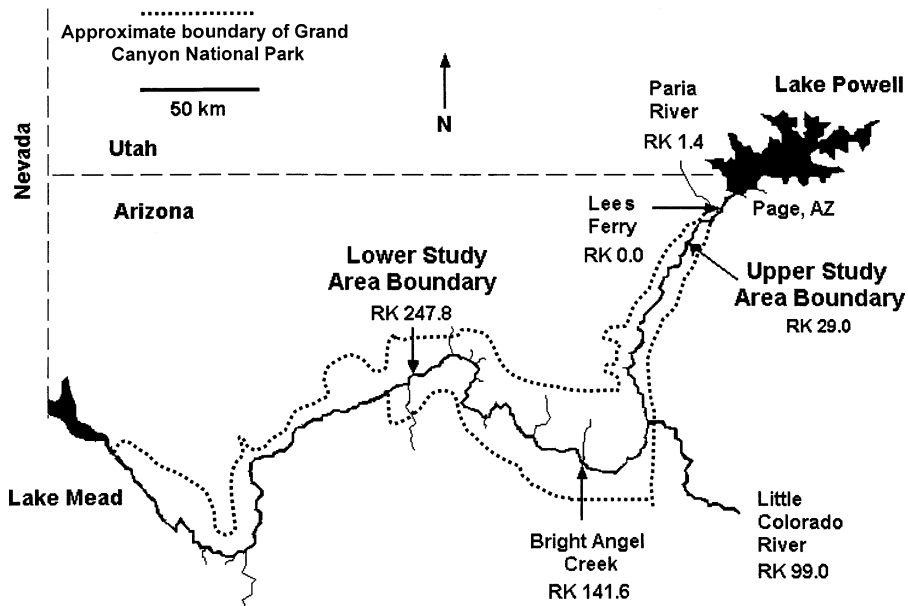 Approximate boundary of Grand
Canyon National Park
50 km
N
Nevada
Utah
Arizona
Paria
River
RK 1.4
Lake Powell
Lees
Ferry
RK 0.0
Page, AZ
Lower Study
Area Boundary
RK 247.8
Upper Study
Area Boundary
RK 29.0
Lake Mead
Bright Angel
Creek
RK 141.6
Little
Colorado
River
RK 99.0